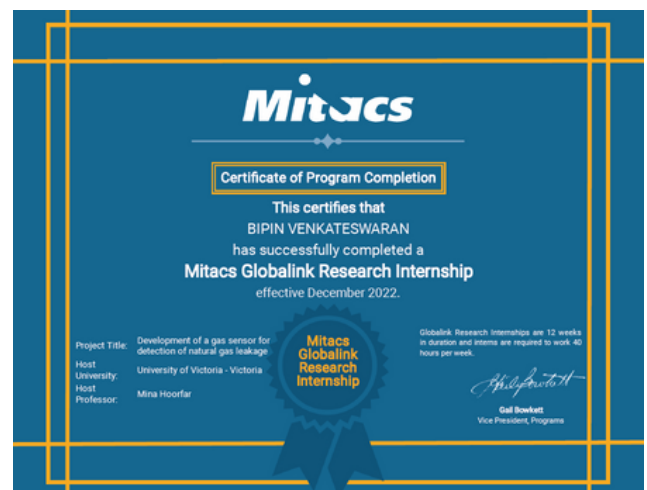 Mitacs
Certificate of Program Completion
This certifies that
BIPIN VENKATESWARAN
has successfully completed a
Mitacs Globalink Research Internship
effective December 2022.
Project Title: Development of a gas sensor for
detection of natural gas leakage
Host
University: University of Victoria - Victoria
Host
Professor: Mina Hoorfar
Mitacs
Globalink
Research
Internship
Globalink Research Internships are 12 weeks
in duration and interns are required to work 40
hours per week.
Gail Bowkett
Vice President, Programs